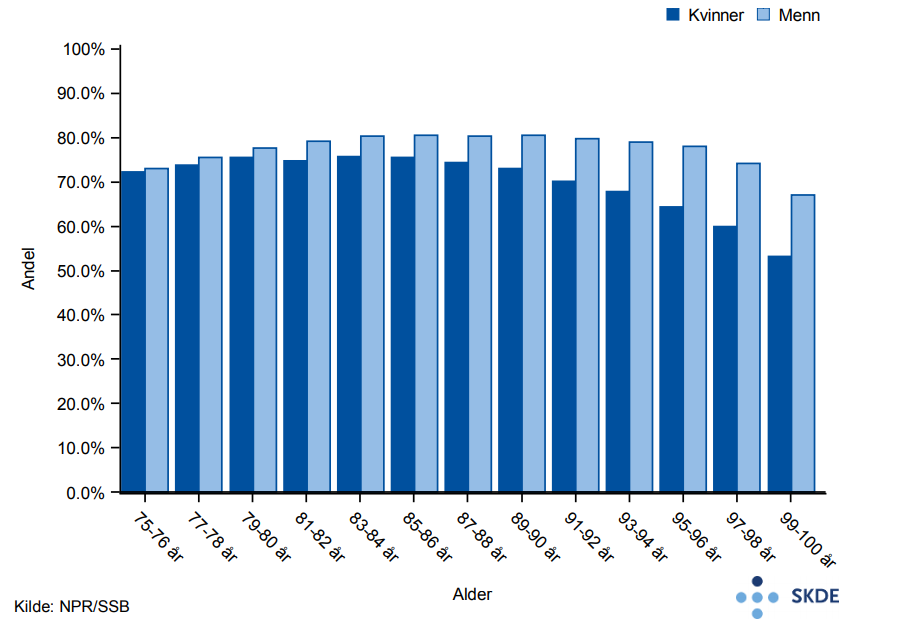 Kvinner Menn
100%
90.0%
80.0%
70.0%
60.0%
50.0%
40.0%
30.0%
20.0%
10.0%
0.0%
Andel
75-76 år
77-78 år
79-80 år
81-82 år
83-84 år
85-86 år
87-88 år
89-90 år
91-92 år
93-94 år
95-96 år
97-98 år
99-100 år
Alder
Kilde: NPR/SSB
SKDE